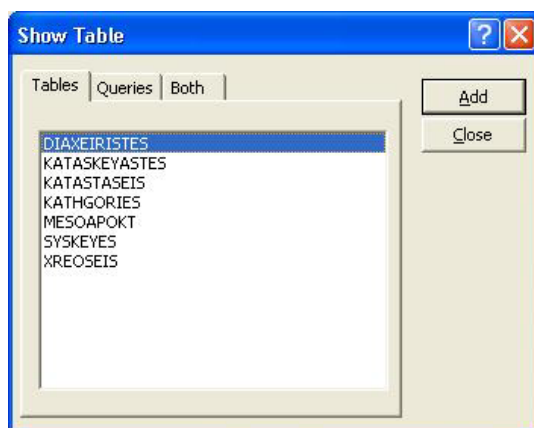 Show Table
Tables Queries Both
Add
Close
DIAXEIRISTES
KATASKEYASTES
KATASTASEIS
KATHGORIES
MESOAPOKT
SYSKEYES
XREOSEIS